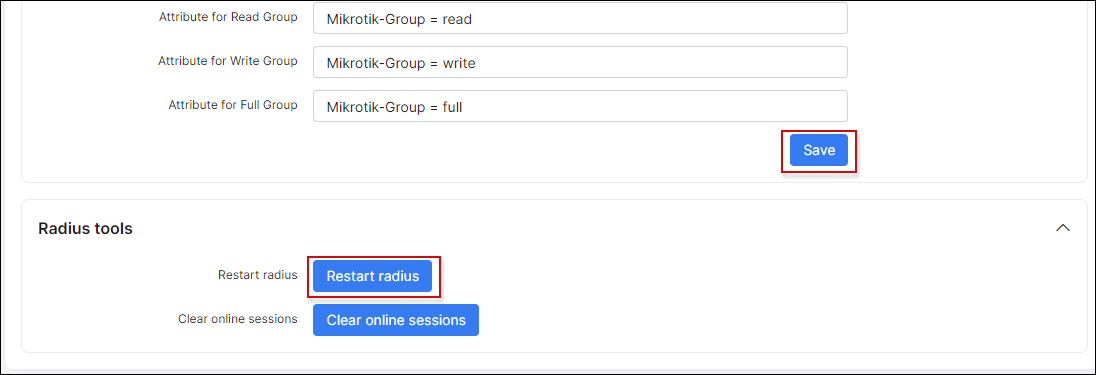 Attribute for Read Group Mikrotik-Group = read
Attribute for Write Group Mikrotik-Group = write
Attribute for Full Group Mikrotik-Group = full
Save
Radius tools
Restart radius Restart radius
Clear online sessions Clear online sessions